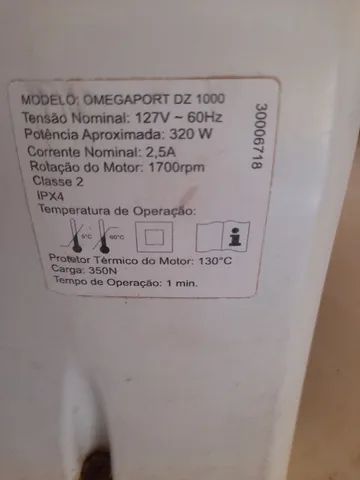 MODELO: OMEGAPORT DZ 1000
Tensão Nominal: 127V ~ 60Hz
Potência Aproximada: 320 W
Corrente Nominal: 2,5A
Rotação do Motor: 1700rpm
Classe 2
IPX4
Temperatura de Operação:
5°C 60°C
Protetor Térmico do Motor: 130°C
Carga: 350N
Tempo de Operação: 1 min.
30006718